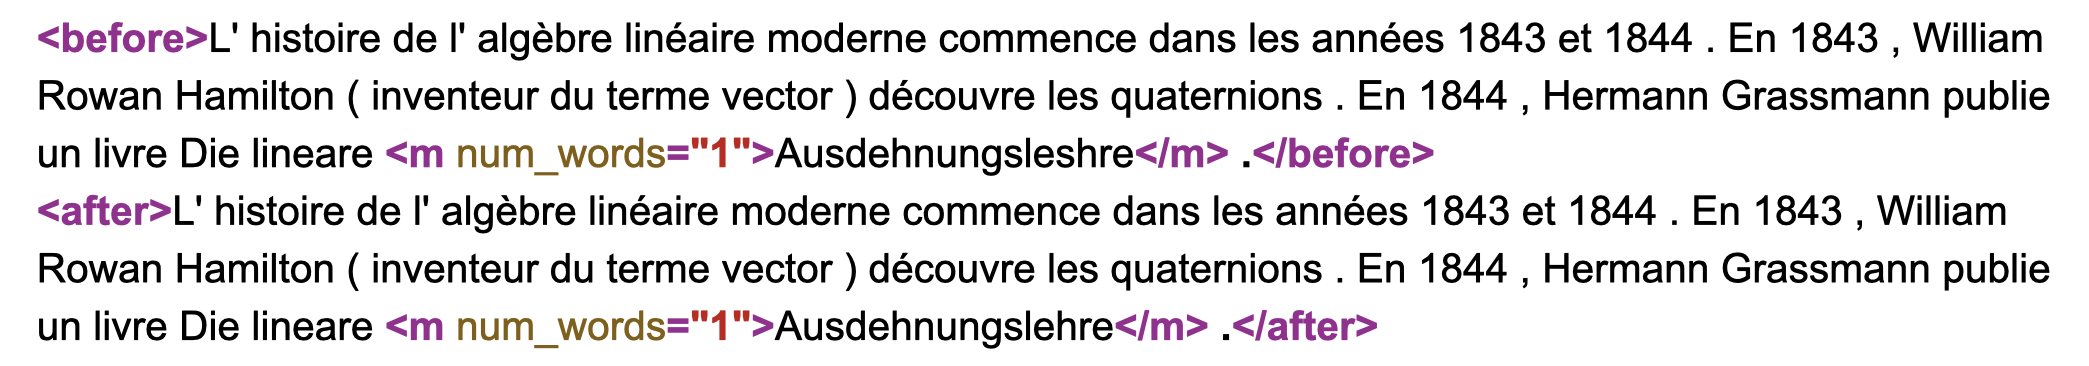 <before>L' histoire de l' algèbre linéaire moderne commence dans les années 1843 et 1844 . En 1843 , William
Rowan Hamilton ( inventeur du terme vector ) découvre les quaternions . En 1844 , Hermann Grassmann publie
un livre Die lineare <m num_words="1">Ausdehnungsleshre</m> .</before>
<after>L' histoire de l' algèbre linéaire moderne commence dans les années 1843 et 1844 . En 1843 , William
Rowan Hamilton ( inventeur du terme vector ) découvre les quaternions . En 1844 , Hermann Grassmann publie
un livre Die lineare <m num_words="1">Ausdehnungslehre</m> .</after>